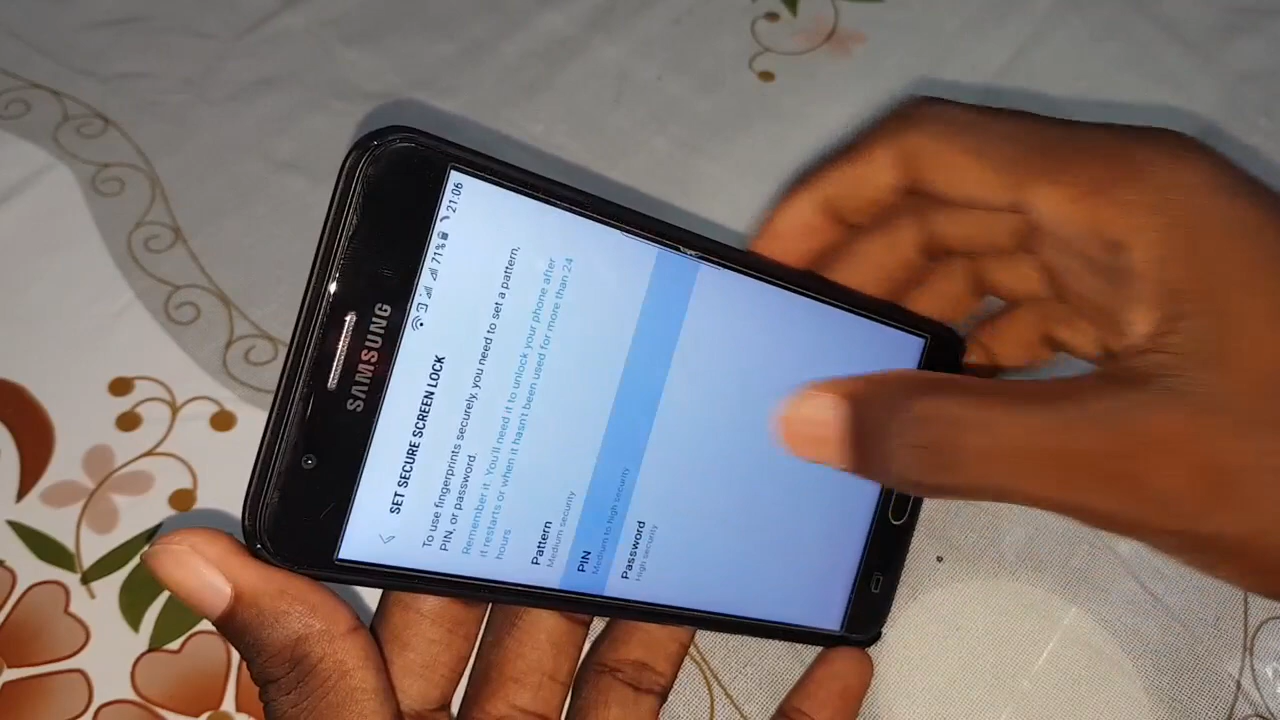 SAMSUNG
71% 21:06
SET SECURE SCREEN LOCK
To use fingerprints securely, you need to set a pattern,
PIN, or password.
Remember it. You'll need it to unlock your phone after
it restarts or when it hasn't been used for more than 24
hours
Pattern
Medium security
PIN
Medium to high security
Password
High security